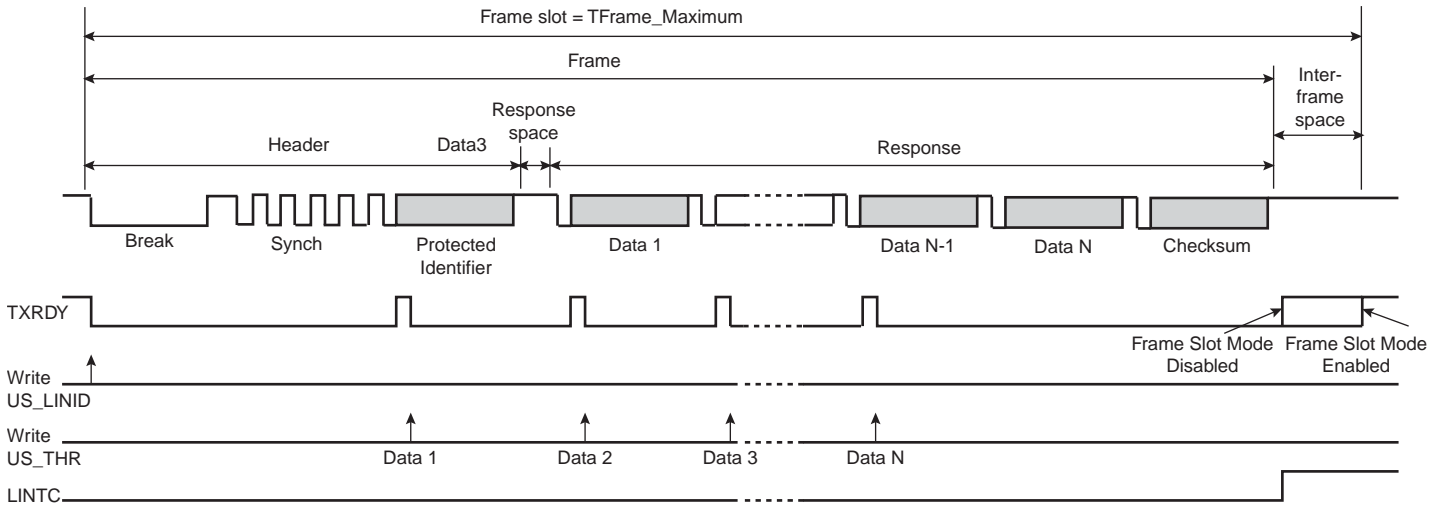 Frame slot = TFrame_Maximum
Frame
Inter-
frame
space
Response
space
Header
Data3
Response
Break
Synch
Protected
Identifier
Data 1
Data N-1
Data N
Checksum
TXRDY
Frame Slot Mode
Disabled
Frame Slot Mode
Enabled
Write
US_LINID
Write
US_THR
Data 1
Data 2
Data 3
Data N
LINTC